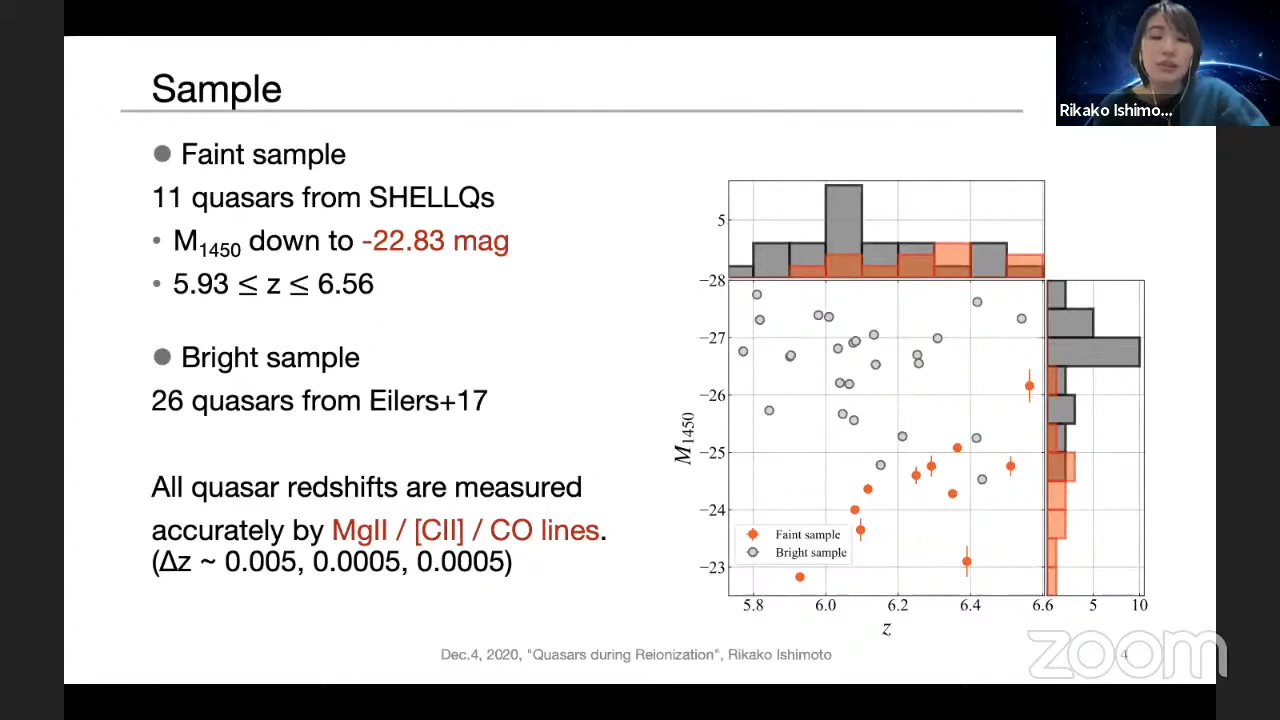 Sample
Rikako Ishimo...
● Faint sample
11 quasars from SHELLQs
• M₁₄₅₀ down to -22.83 mag
• 5.93 ≤ z ≤ 6.56
● Bright sample
26 quasars from Eilers+17
All quasar redshifts are measured
accurately by MgII / [CII] / CO lines.
(Δz ~ 0.005, 0.0005, 0.0005)
5
−28
−27
−26
−25
−24
−23
M₁₄₅₀
Faint sample
Bright sample
5.8 6.0 6.2 6.4 6.6 5 10
z
Dec.4, 2020, "Quasars during Reionization", Rikako Ishimoto
4
zoom